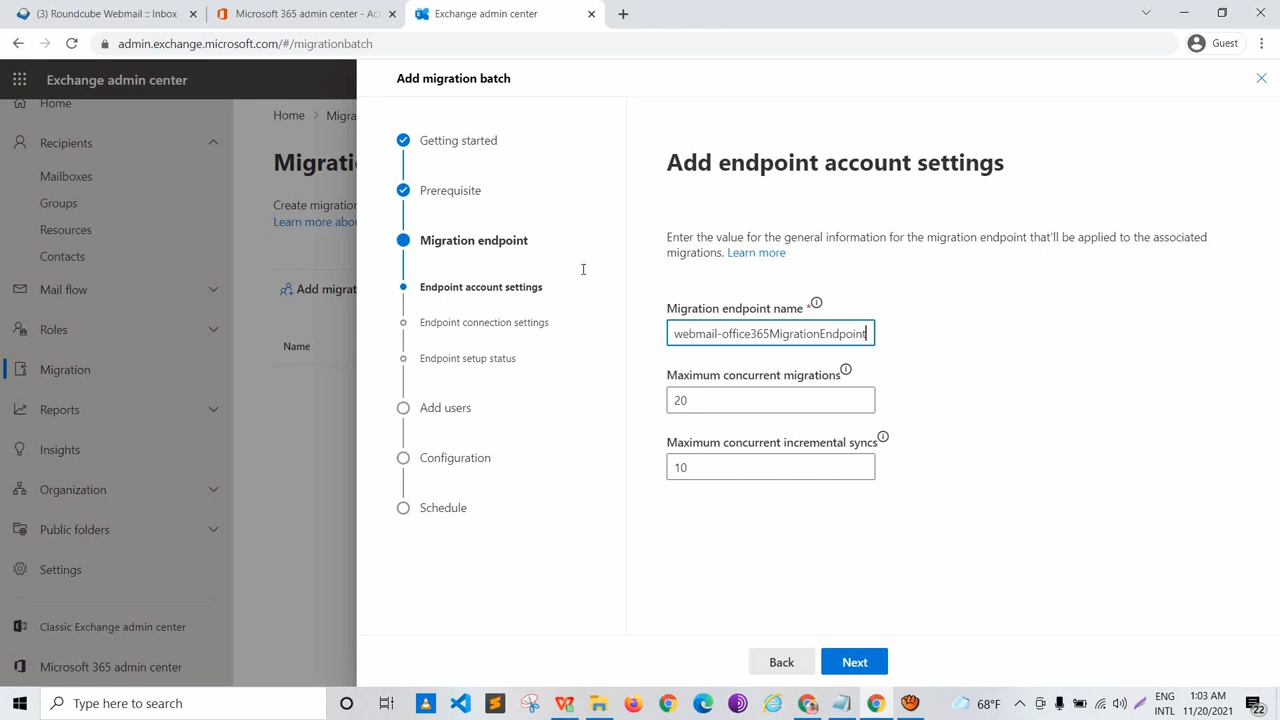 (3) Roundcube Webmail :: Inbox
Microsoft 365 admin center - Ac
Exchange admin center
admin.exchange.microsoft.com/#/migrationbatch
Guest
Exchange admin center
Home
Recipients
Mailboxes
Groups
Resources
Contacts
Mail flow
Roles
Migration
Reports
Insights
Organization
Public folders
Settings
Classic Exchange admin center
Microsoft 365 admin center
Home > Migra
Migrati
Create migration
Learn more abou
Add migrat
Name
Add migration batch
Getting started
Prerequisite
Migration endpoint
Endpoint account settings
Endpoint connection settings
Endpoint setup status
Add users
Configuration
Schedule
Add endpoint account settings
Enter the value for the general information for the migration endpoint that'll be applied to the associated
migrations. Learn more
Migration endpoint name *
webmail-office365MigrationEndpoint
Maximum concurrent migrations
20
Maximum concurrent incremental syncs
10
Back
Next
Type here to search
68°F
ENG
INTL
1:03 AM
11/20/2021
22